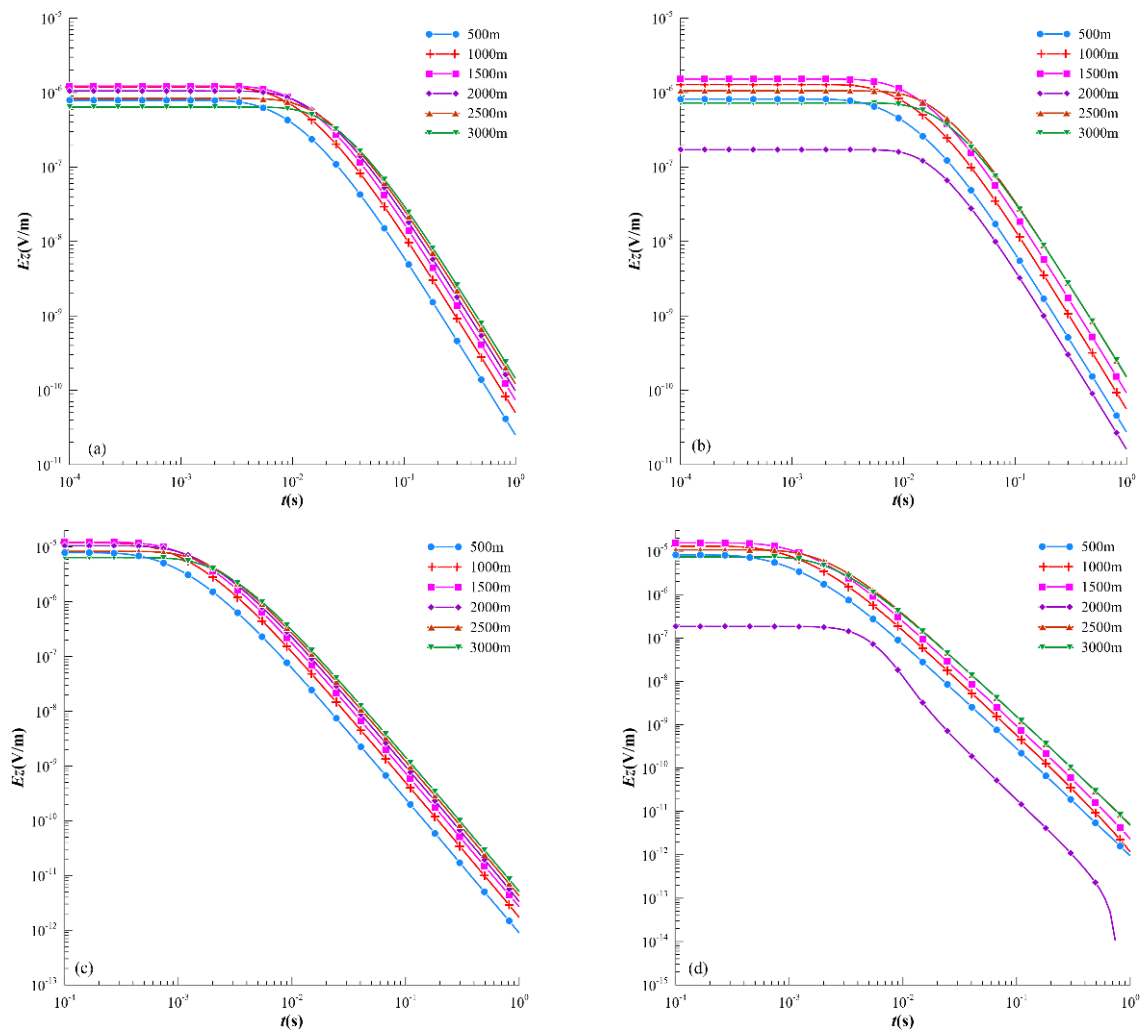 10⁻⁵
10⁻⁶
10⁻⁷
10⁻⁸
10⁻⁹
10⁻¹⁰
10⁻¹¹
Ez(V/m)
500m
1000m
1500m
2000m
2500m
3000m
(a)
10⁻⁴ 10⁻³ 10⁻² 10⁻¹ 10⁰
t(s)
10⁻⁵
10⁻⁶
10⁻⁷
10⁻⁸
10⁻⁹
10⁻¹⁰
10⁻¹¹
Ez(V/m)
500m
1000m
1500m
2000m
2500m
3000m
(b)
10⁻⁴ 10⁻³ 10⁻² 10⁻¹ 10⁰
t(s)
10⁻⁵
10⁻⁶
10⁻⁷
10⁻⁸
10⁻⁹
10⁻¹⁰
10⁻¹¹
10⁻¹²
10⁻¹³
Ez(V/m)
500m
1000m
1500m
2000m
2500m
3000m
(c)
10⁻⁴ 10⁻³ 10⁻² 10⁻¹ 10⁰
t(s)
10⁻⁵
10⁻⁶
10⁻⁷
10⁻⁸
10⁻⁹
10⁻¹⁰
10⁻¹¹
10⁻¹²
10⁻¹³
10⁻¹⁴
10⁻¹⁵
Ez(V/m)
500m
1000m
1500m
2000m
2500m
3000m
(d)
10⁻⁴ 10⁻³ 10⁻² 10⁻¹ 10⁰
t(s)